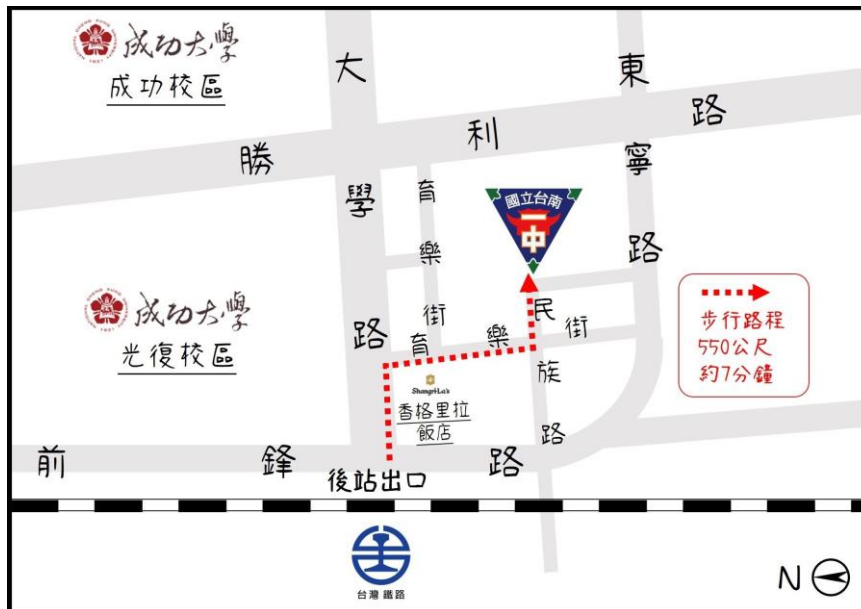 成功大學
成功校區
大學路
勝利路
東寧路
育樂街
國立台南
一中
成功大學
光復校區
育樂街
民族路
步行路程
550公尺
約7分鐘
Shangri-La's
香格里拉
飯店
前鋒路
後站出口
台灣鐵路
N